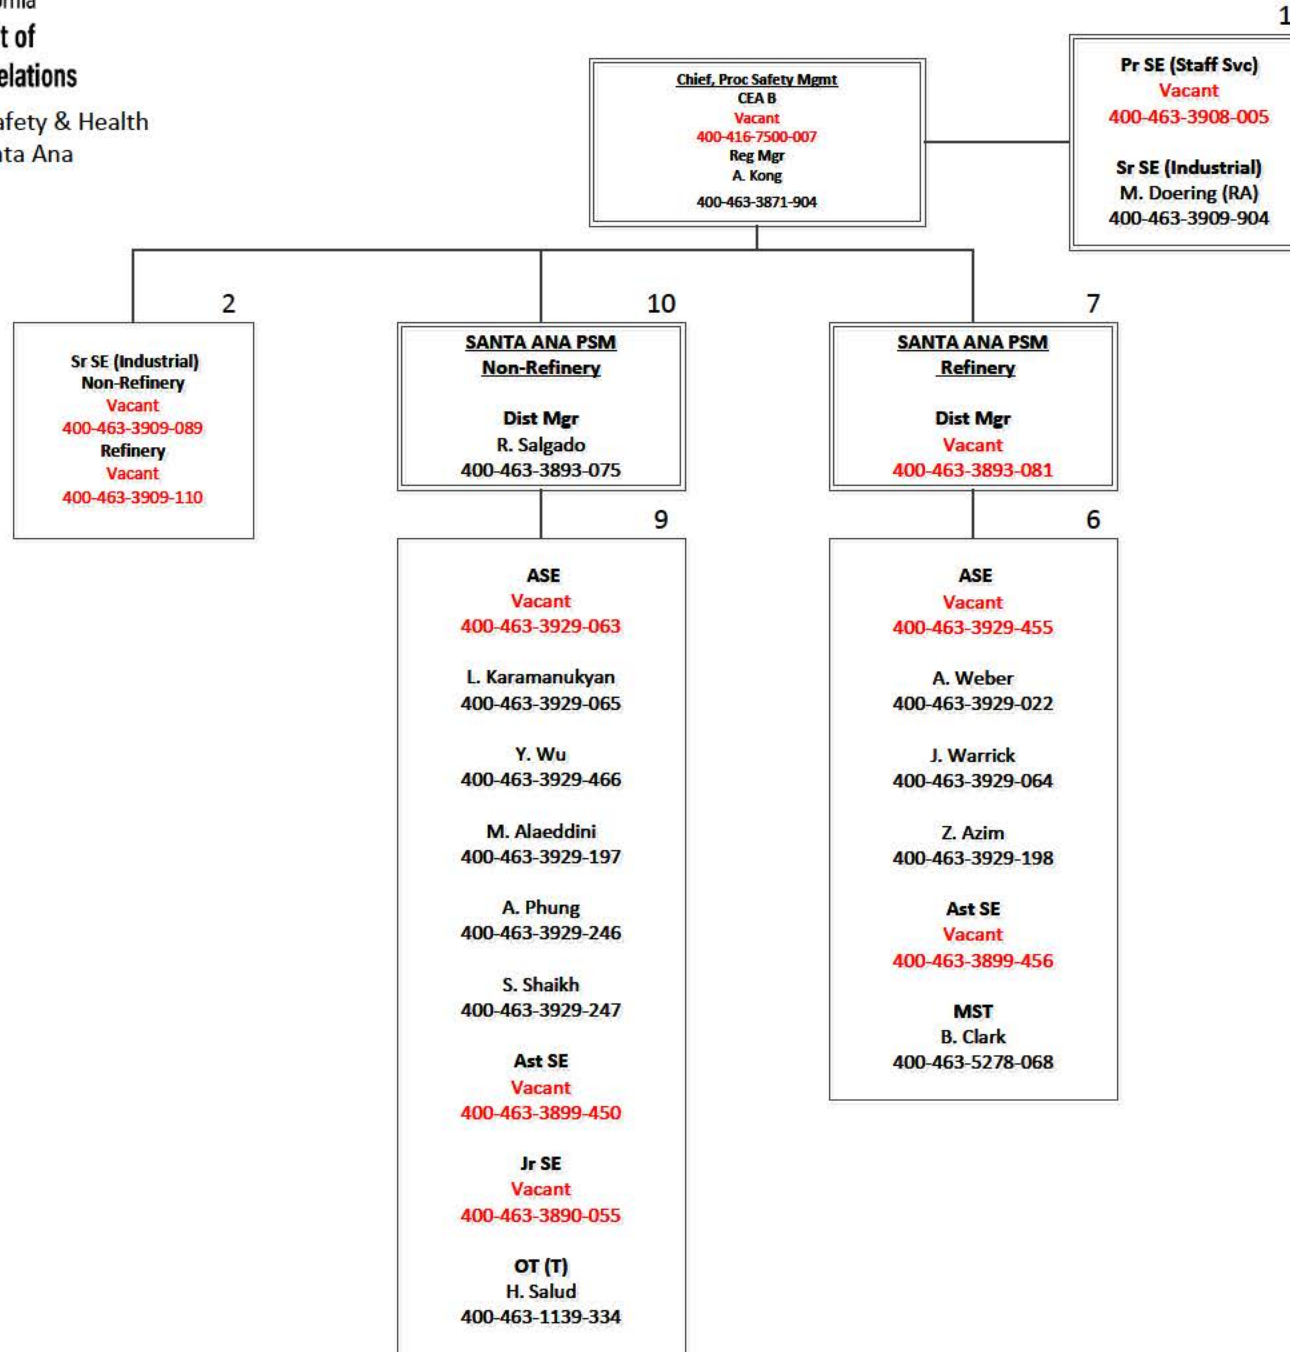 t of
elations
afety & Health
ta Ana
1
Chief, Proc Safety Mgmt
CEA B
Vacant
400-416-7500-007
Reg Mgr
A. Kong
400-463-3871-904
Pr SE (Staff Svc)
Vacant
400-463-3908-005
Sr SE (Industrial)
M. Doering (RA)
400-463-3909-904
2
Sr SE (Industrial)
Non-Refinery
Vacant
400-463-3909-089
Refinery
Vacant
400-463-3909-110
10
SANTA ANA PSM
Non-Refinery
Dist Mgr
R. Salgado
400-463-3893-075
9
ASE
Vacant
400-463-3929-063
L. Karamanukyan
400-463-3929-065
Y. Wu
400-463-3929-466
M. Alaeddini
400-463-3929-197
A. Phung
400-463-3929-246
S. Shaikh
400-463-3929-247
Ast SE
Vacant
400-463-3899-450
Jr SE
Vacant
400-463-3890-055
OT (T)
H. Salud
400-463-1139-334
7
SANTA ANA PSM
Refinery
Dist Mgr
Vacant
400-463-3893-081
6
ASE
Vacant
400-463-3929-455
A. Weber
400-463-3929-022
J. Warrick
400-463-3929-064
Z. Azim
400-463-3929-198
Ast SE
Vacant
400-463-3899-456
MST
B. Clark
400-463-5278-068